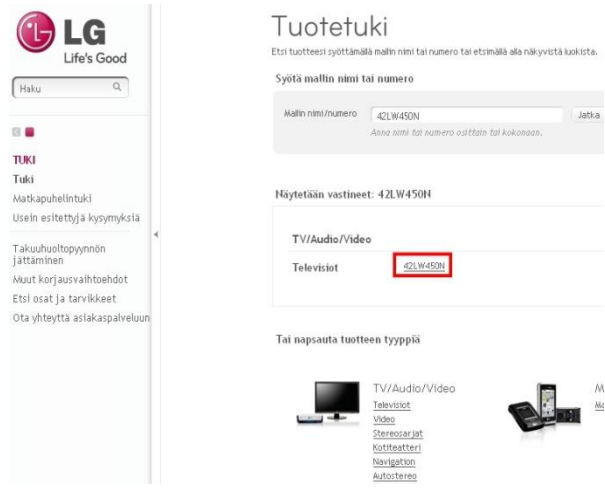 LG
Life's Good
Haku
TUKI
Tuki
Matkapuhelintuki
Usein esitettyjä kysymyksiä
Takuuhuoltopyynnön
jättäminen
Muut korjausvaihtoehdot
Etsi osat ja tarvikkeet
Ota yhteyttä asiakaspalveluun
Tuotetuki
Etsi tuotteesi syöttämällä mallin nimi tai numero tai etsimällä alla näkyvistä luokista.
Syötä mallin nimi tai numero
Mallin nimi/numero 42LW450N Jatka
Anna nimi tai numero osittain tai kokonaan.
Näytetään vastineet: 42LW450N
TV/Audio/Video
Televisiot 42LW450N
Tai napsauta tuotteen tyyppiä
TV/Audio/Video
Televisiot
Video
Stereosarjat
Kotiteatteri
Navigation
Autostereo